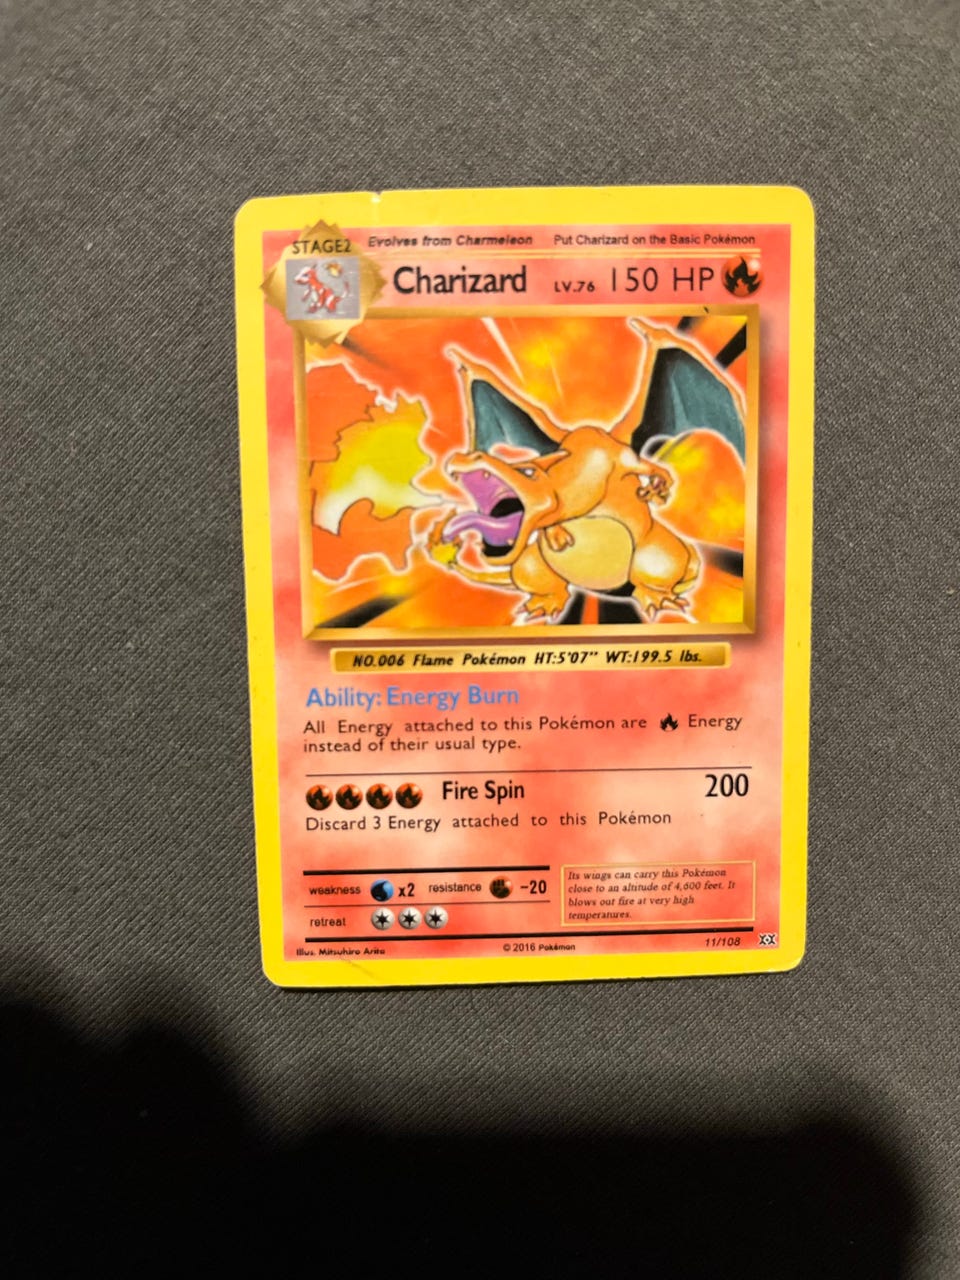 STAGE2 Evolves from Charmeleon Put Charizard on the Basic Pokémon
Charizard LV.76 150 HP
NO.006 Flame Pokémon HT:5'07" WT:199.5 lbs.
Ability: Energy Burn
All Energy attached to this Pokémon are Energy
instead of their usual type.
Fire Spin 200
Discard 3 Energy attached to this Pokémon
weakness x2 resistance -20
retreat
Its wings can carry this Pokémon
close to an altitude of 4,600 feet. It
blows out fire at very high
temperatures.
Illus. Mitsuhiro Arita © 2016 Pokémon 11/108